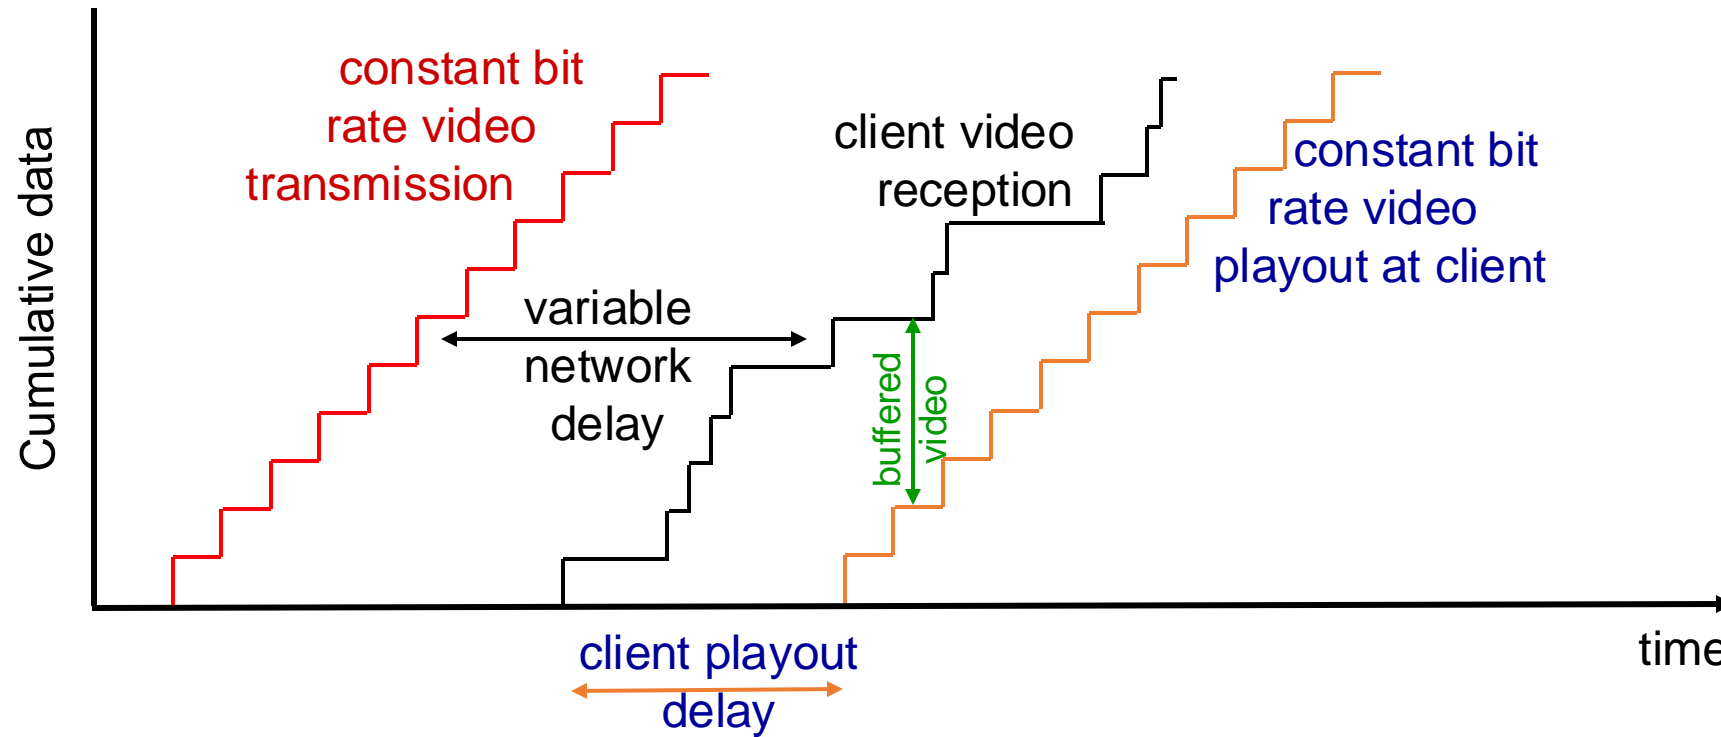 constant bit
rate video
transmission
client video
reception
constant bit
rate video
playout at client
Cumulative data
variable
network
delay
buffered
video
time
client playout
delay